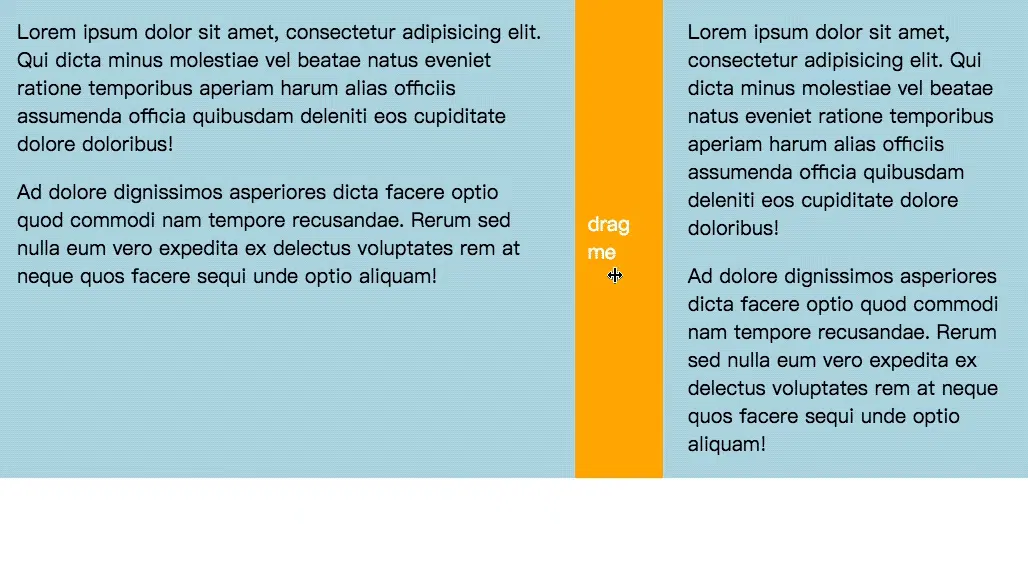 Lorem ipsum dolor sit amet, consectetur adipisicing elit.
Qui dicta minus molestiae vel beatae natus eveniet
ratione temporibus aperiam harum alias officiis
assumenda officia quibusdam deleniti eos cupiditate
dolore doloribus!
Ad dolore dignissimos asperiores dicta facere optio
quod commodi nam tempore recusandae. Rerum sed
nulla eum vero expedita ex delectus voluptates rem at
neque quos facere sequi unde optio aliquam!
drag
me
Lorem ipsum dolor sit amet,
consectetur adipisicing elit. Qui
dicta minus molestiae vel beatae
natus eveniet ratione temporibus
aperiam harum alias officiis
assumenda officia quibusdam
deleniti eos cupiditate dolore
doloribus!
Ad dolore dignissimos asperiores
dicta facere optio quod commodi
nam tempore recusandae. Rerum
sed nulla eum vero expedita ex
delectus voluptates rem at neque
quos facere sequi unde optio
aliquam!